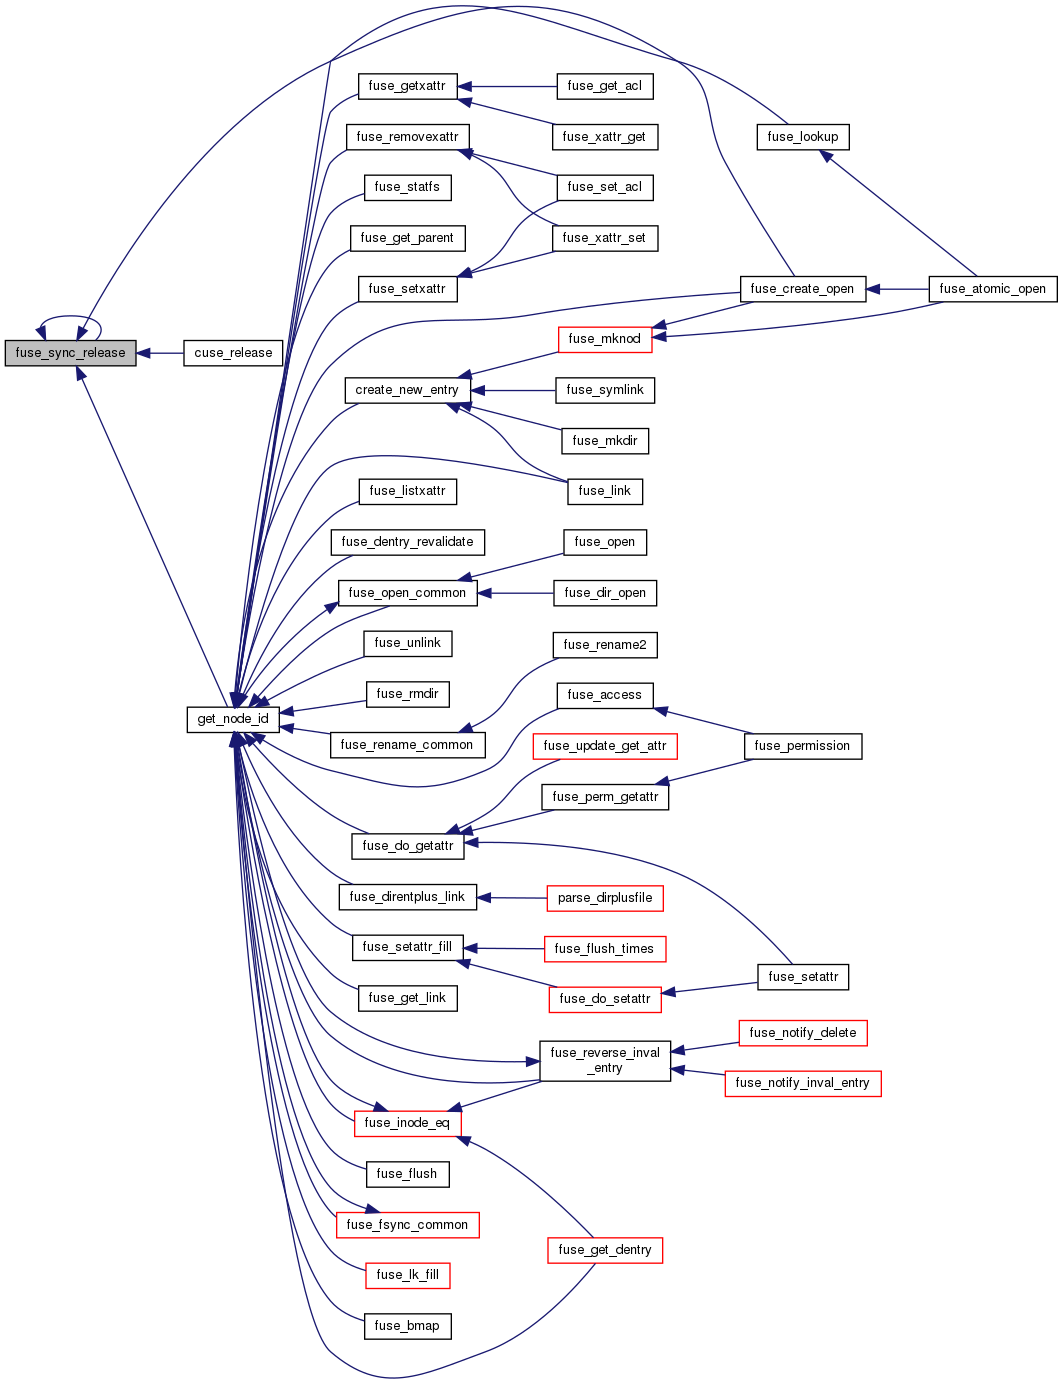 fuse_getxattr
fuse_get_acl
fuse_removexattr
fuse_xattr_get
fuse_lookup
fuse_statfs
fuse_set_acl
fuse_get_parent
fuse_xattr_set
fuse_setxattr
fuse_create_open
fuse_atomic_open
fuse_sync_release
cuse_release
fuse_mknod
create_new_entry
fuse_symlink
fuse_mkdir
fuse_listxattr
fuse_link
fuse_dentry_revalidate
fuse_open
fuse_open_common
fuse_dir_open
fuse_unlink
fuse_rename2
fuse_rmdir
fuse_access
get_node_id
fuse_rename_common
fuse_update_get_attr
fuse_permission
fuse_perm_getattr
fuse_do_getattr
fuse_direntplus_link
parse_dirplusfile
fuse_setattr_fill
fuse_flush_times
fuse_setattr
fuse_get_link
fuse_do_setattr
fuse_notify_delete
fuse_reverse_inval
_entry
fuse_notify_inval_entry
fuse_inode_eq
fuse_flush
fuse_fsync_common
fuse_get_dentry
fuse_lk_fill
fuse_bmap